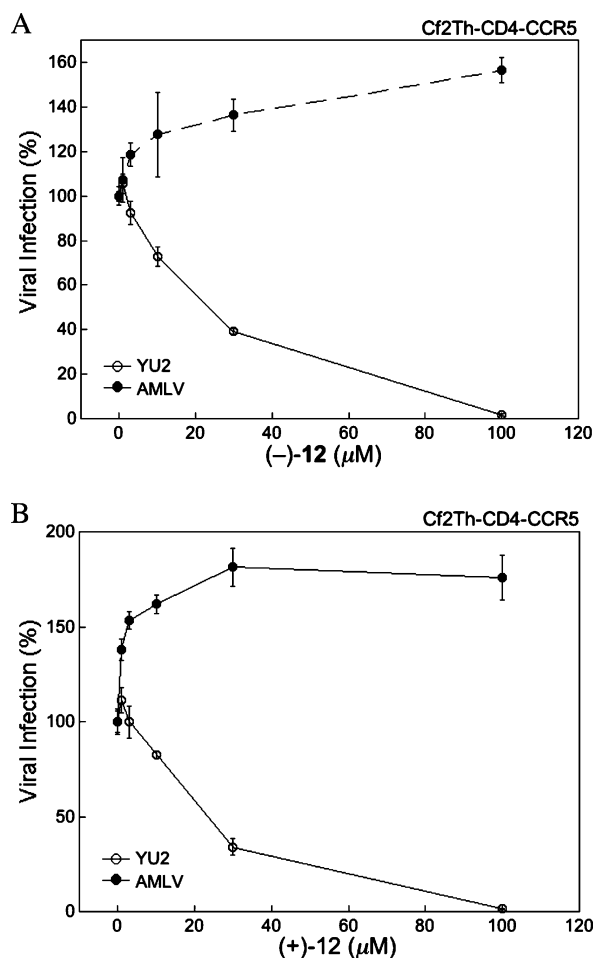 A
Cf2Th-CD4-CCR5
Viral Infection (%)
160
140
120
100
80
60
40
20
0
YU2
AMLV
0 20 40 60 80 100 120
(–)-12 (μM)
B
Cf2Th-CD4-CCR5
Viral Infection (%)
200
150
100
50
0
YU2
AMLV
0 20 40 60 80 100 120
(+)-12 (μM)